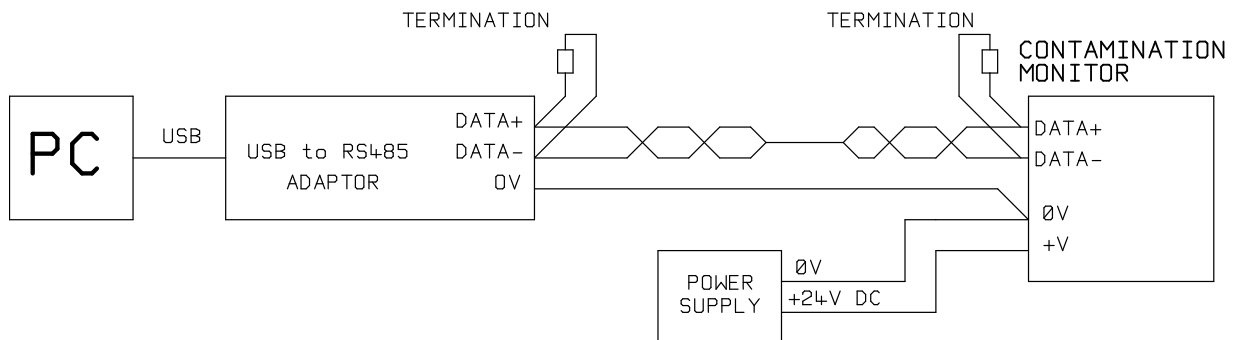 TERMINATION
TERMINATION
CONTAMINATION
MONITOR
PC
USB
USB to RS485
ADAPTOR
DATA+
DATA-
0V
DATA+
DATA-
0V
+V
POWER
SUPPLY
0V
+24V DC